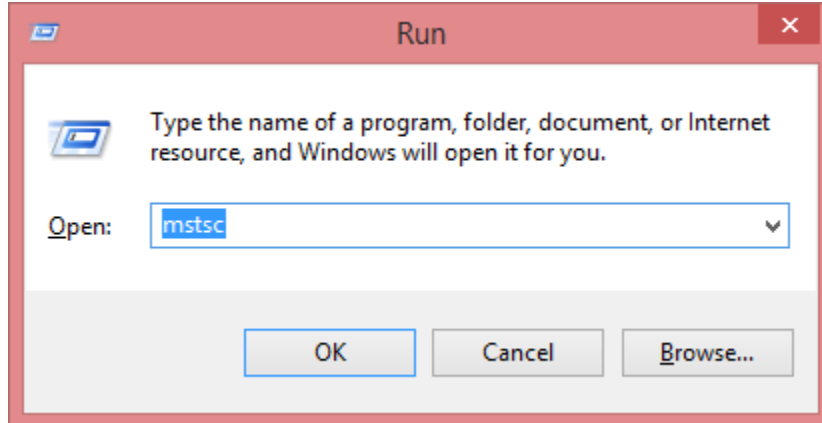 Run
Type the name of a program, folder, document, or Internet
resource, and Windows will open it for you.
Open: mstsc
OK Cancel Browse...